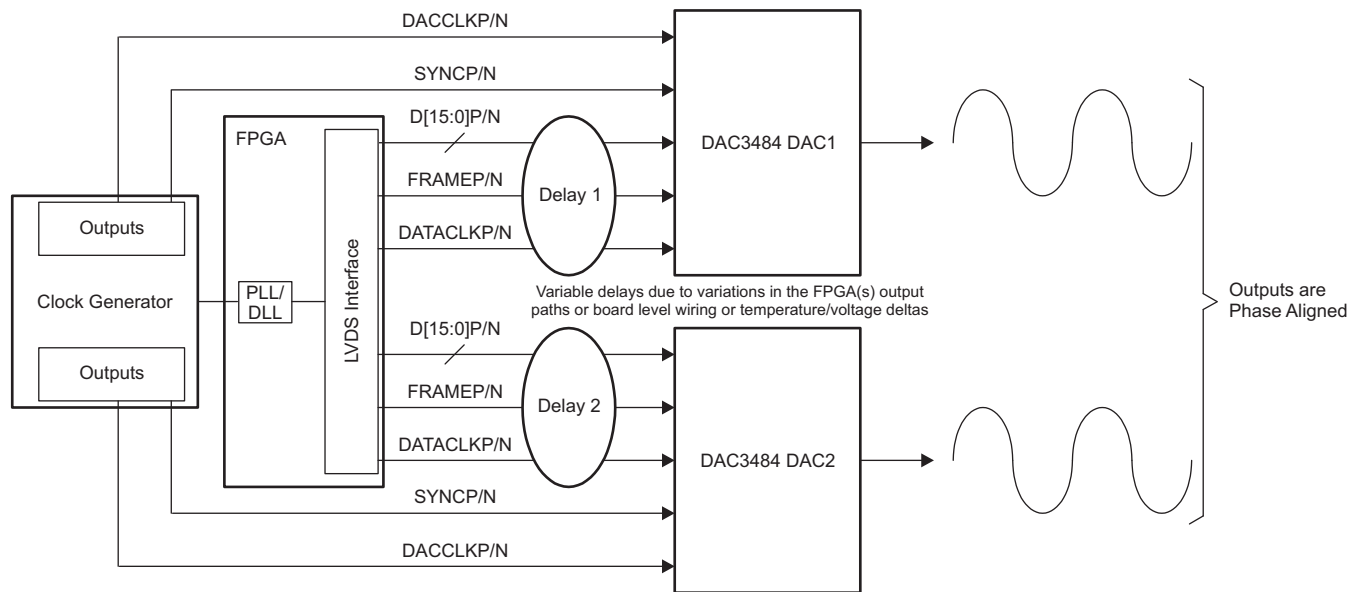 DACCLKP/N
SYNCP/N
D[15:0]P/N
FPGA
DAC3484 DAC1
FRAMEP/N
Delay 1
Outputs
DATACLKP/N
Clock Generator
PLL/
DLL
LVDS Interface
Variable delays due to variations in the FPGA(s) output
paths or board level wiring or temperature/voltage deltas
Outputs are
Phase Aligned
D[15:0]P/N
Outputs
FRAMEP/N
Delay 2
DATACLKP/N
DAC3484 DAC2
SYNCP/N
DACCLKP/N